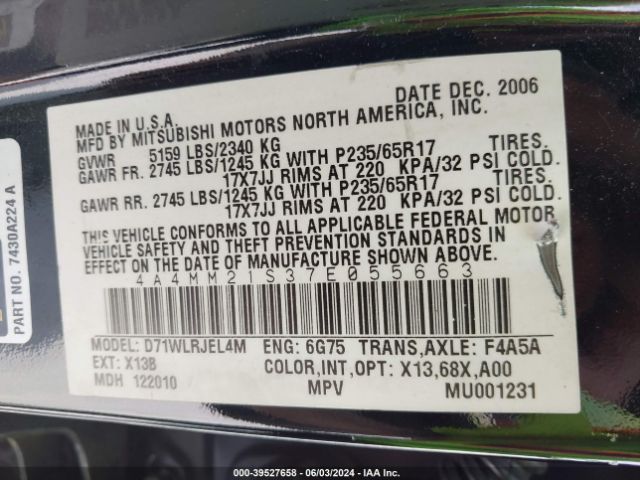 DATE DEC. 2006
MADE IN U.S.A.
MFD BY MITSUBISHI MOTORS NORTH AMERICA, INC.
GVWR 5159 LBS/2340 KG
GAWR FR. 2745 LBS/1245 KG WITH P235/65R17 TIRES.
17X7JJ RIMS AT 220 KPA/32 PSI COLD.
GAWR RR. 2745 LBS/1245 KG WITH P235/65R17 TIRES.
17X7JJ RIMS AT 220 KPA/32 PSI COLD.
THIS VEHICLE CONFORMS TO ALL APPLICABLE FEDERAL MOTOR
VEHICLE SAFETY AND THEFT PREVENTION STANDARDS IN
EFFECT ON THE DATE OF MANUFACTURE SHOWN ABOVE.
4A4MM21S37E055663
MODEL: D71WLRJEL4M ENG: 6G75 TRANS,AXLE: F4A5A
EXT: X13B COLOR,INT,OPT: X13,68X,A00
MDH 122010 MPV MU001231
PART NO. 7430A224 A
000-39527658 - 06/03/2024 - IAA Inc.